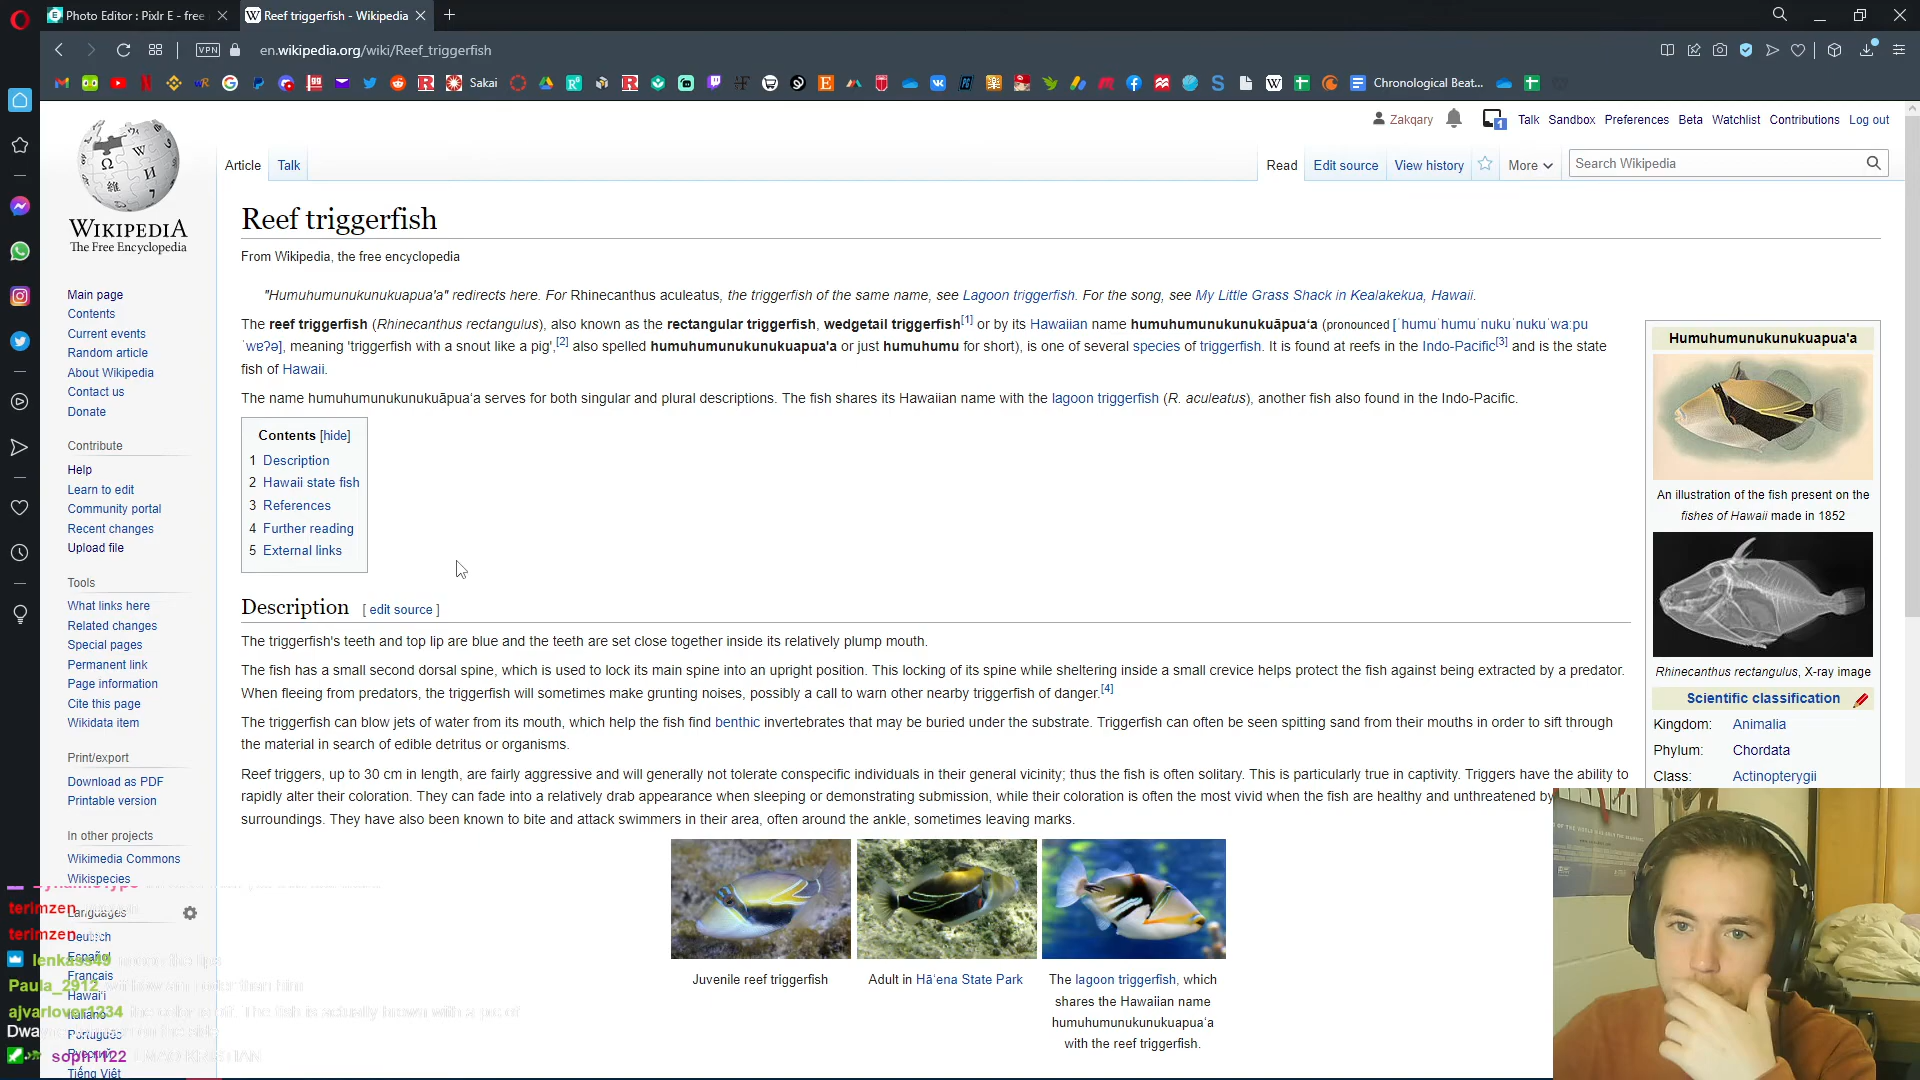 Photo Editor : Pixlr E - free
Reef triggerfish - Wikipedia
VPN
en.wikipedia.org/wiki/Reef_triggerfish
Sakai
Chronological Beat...
Zakqary
1
Talk
Sandbox
Preferences
Beta
Watchlist
Contributions
Log out
WIKIPEDIA
The Free Encyclopedia
Article
Talk
Read
Edit source
View history
More
Search Wikipedia
Reef triggerfish
From Wikipedia, the free encyclopedia
"Humuhumunukunukuapua'a" redirects here. For Rhinecanthus aculeatus, the triggerfish of the same name, see Lagoon triggerfish. For the song, see My Little Grass Shack in Kealakekua, Hawaii.
The reef triggerfish (Rhinecanthus rectangulus), also known as the rectangular triggerfish, wedgetail triggerfish[1] or by its Hawaiian name humuhumunukunukuāpuaʻa (pronounced [ˈhumuˈhumuˈnukuˈnukuˈwaːpu
ˈwɐʔə], meaning 'triggerfish with a snout like a pig',[2] also spelled humuhumunukunukuapua'a or just humuhumu for short), is one of several species of triggerfish. It is found at reefs in the Indo-Pacific[3] and is the state
fish of Hawaii.
The name humuhumunukunukuāpuaʻa serves for both singular and plural descriptions. The fish shares its Hawaiian name with the lagoon triggerfish (R. aculeatus), another fish also found in the Indo-Pacific.
Contents [hide]
1 Description
2 Hawaii state fish
3 References
4 Further reading
5 External links
Description [ edit source ]
The triggerfish's teeth and top lip are blue and the teeth are set close together inside its relatively plump mouth.
The fish has a small second dorsal spine, which is used to lock its main spine into an upright position. This locking of its spine while sheltering inside a small crevice helps protect the fish against being extracted by a predator.
When fleeing from predators, the triggerfish will sometimes make grunting noises, possibly a call to warn other nearby triggerfish of danger.[4]
The triggerfish can blow jets of water from its mouth, which help the fish find benthic invertebrates that may be buried under the substrate. Triggerfish can often be seen spitting sand from their mouths in order to sift through
the material in search of edible detritus or organisms.
Reef triggers, up to 30 cm in length, are fairly aggressive and will generally not tolerate conspecific individuals in their general vicinity; thus the fish is often solitary. This is particularly true in captivity. Triggers have the ability to
rapidly alter their coloration. They can fade into a relatively drab appearance when sleeping or demonstrating submission, while their coloration is often the most vivid when the fish are healthy and unthreatened by
surroundings. They have also been known to bite and attack swimmers in their area, often around the ankle, sometimes leaving marks.
Juvenile reef triggerfish
Adult in Hāʻena State Park
The lagoon triggerfish, which
shares the Hawaiian name
humuhumunukunukuapuaʻa
with the reef triggerfish.
Humuhumunukunukuapua'a
An illustration of the fish present on the
fishes of Hawaii made in 1852
Rhinecanthus rectangulus, X-ray image
Scientific classification
Kingdom: Animalia
Phylum: Chordata
Class: Actinopterygii
Main page
Contents
Current events
Random article
About Wikipedia
Contact us
Donate
Contribute
Help
Learn to edit
Community portal
Recent changes
Upload file
Tools
What links here
Related changes
Special pages
Permanent link
Page information
Cite this page
Wikidata item
Print/export
Download as PDF
Printable version
In other projects
Wikimedia Commons
Wikispecies
Languages
Deutsch
Español
Français
Hawaiʻi
Italiano
Português
Русский
Tiếng Việt
terimzen
terimzen
lenkass49
Paula_2912
ajvarlover1234
Dwa
soph1122